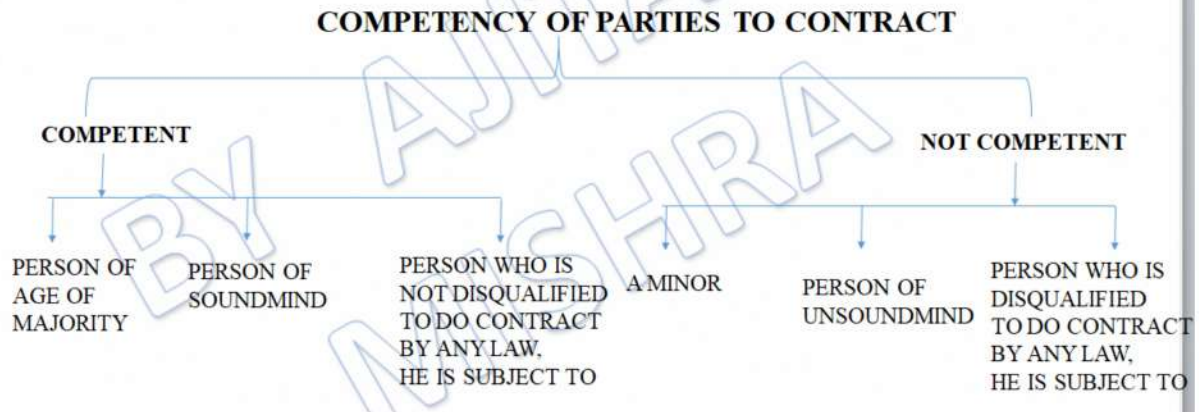 COMPETENCY OF PARTIES TO CONTRACT
COMPETENT
NOT COMPETENT
PERSON OF
AGE OF
MAJORITY
PERSON OF
SOUNDMIND
PERSON WHO IS
NOT DISQUALIFIED
TO DO CONTRACT
BY ANY LAW,
HE IS SUBJECT TO
A MINOR
PERSON OF
UNSOUNDMIND
PERSON WHO IS
DISQUALIFIED
TO DO CONTRACT
BY ANY LAW,
HE IS SUBJECT TO
BY
MISHRA